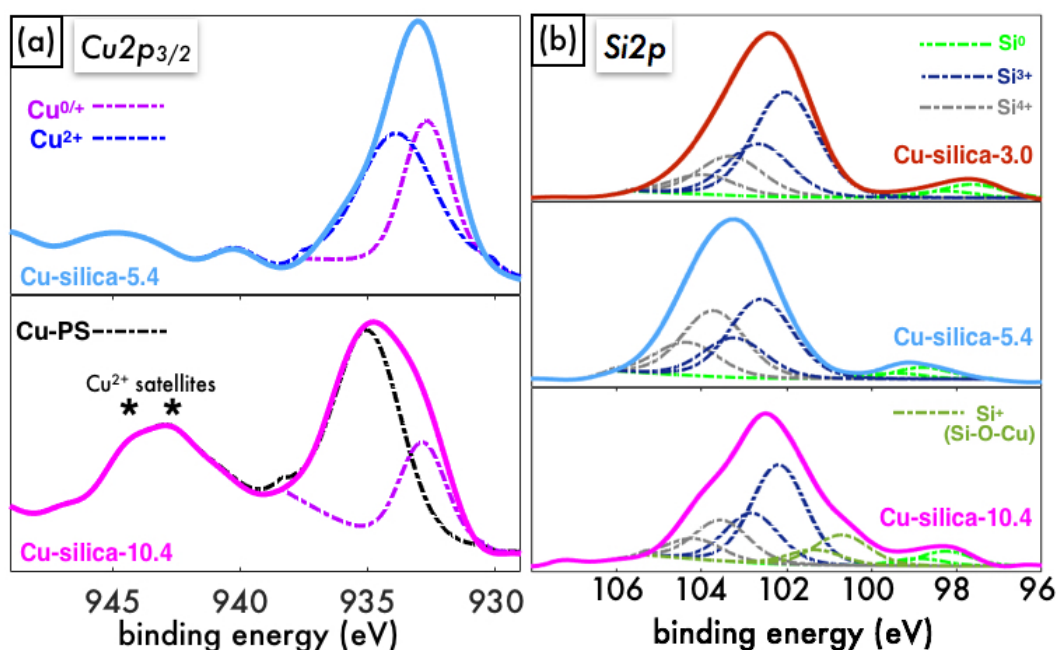 (a) Cu2p3/2
Cu0/+
Cu2+
Cu-silica-5.4
Cu-PS
Cu2+ satellites
* *
Cu-silica-10.4
945 940 935 930
binding energy (eV)
(b) Si2p
Si0
Si3+
Si4+
Cu-silica-3.0
Cu-silica-5.4
Si+
(Si-O-Cu)
Cu-silica-10.4
106 104 102 100 98 96
binding energy (eV)